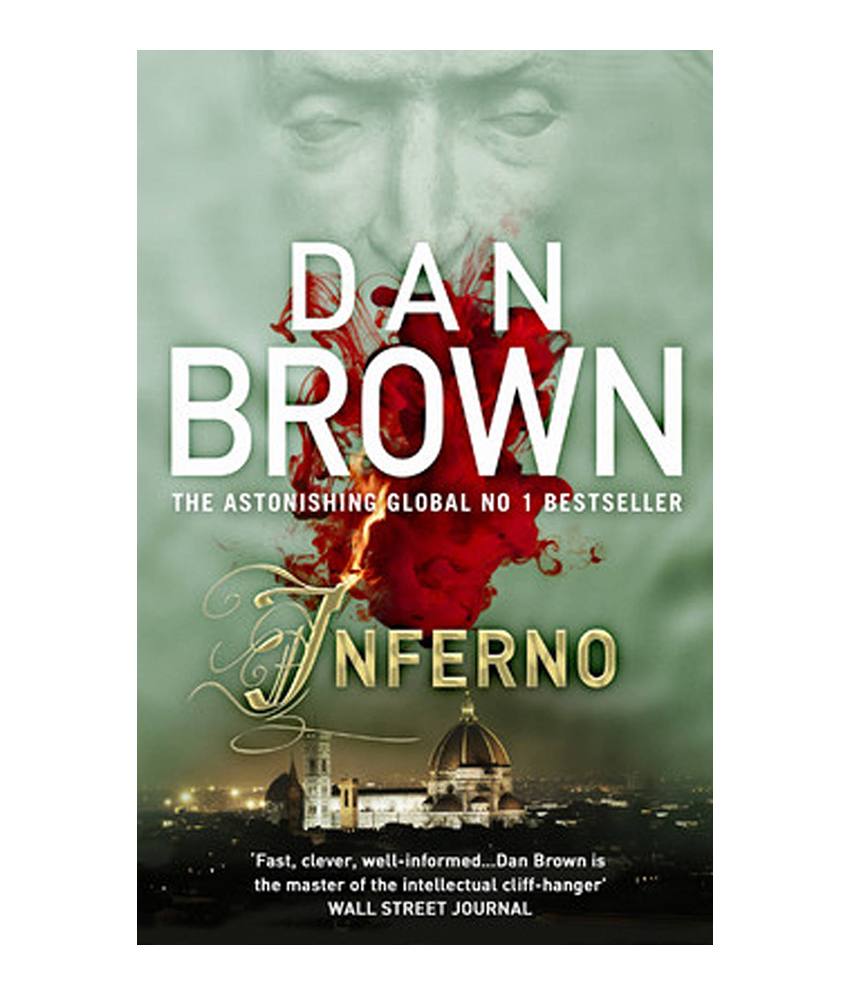 DAN
BROWN
THE ASTONISHING GLOBAL NO 1 BESTSELLER
INFERNO
'Fast, clever, well-informed...Dan Brown is
the master of the intellectual cliff-hanger'
WALL STREET JOURNAL